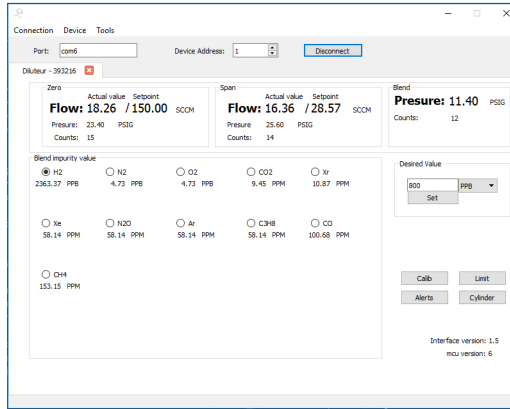 Connection Device Tools
Port: com6 Device Address: 1 Disconnect
Diluteur - 393216
Zero
Actual value Setpoint
Flow: 18.26 / 150.00 SCCM
Presure: 23.40 PSIG
Counts: 15
Span
Actual value Setpoint
Flow: 16.36 / 28.57 SCCM
Presure 25.60 PSIG
Counts: 14
Blend
Presure: 11.40 PSIG
Counts: 12
Blend impurity value
H2 N2 O2 CO2 Xr
2363.37 PPB 4.73 PPB 4.73 PPB 9.45 PPM 10.87 PPM
Xe N2O Ar C3H8 CO
58.14 PPM 58.14 PPM 58.14 PPM 58.14 PPM 100.68 PPM
CH4
153.15 PPM
Desired Value
800 PPB
Set
Calib Limit
Alerts Cylinder
Interface version: 1.5
mcu version: 6